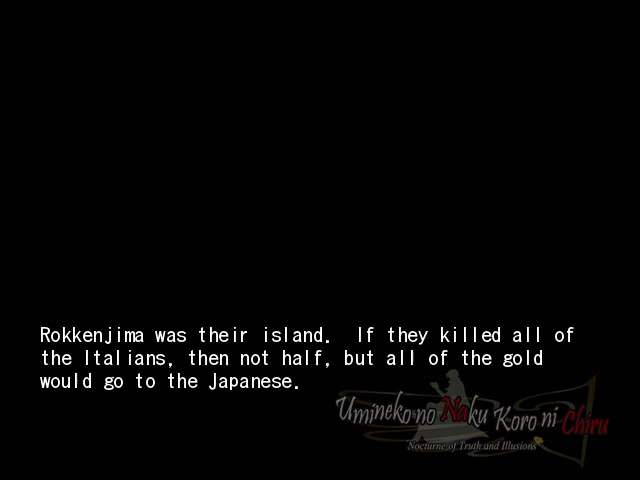 Rokkenjima was their island.  If they killed all of
the Italians, then not half, but all of the gold
would go to the Japanese.
Umineko no Naku Koro ni Chiru
Nocturne of Truth and Illusions